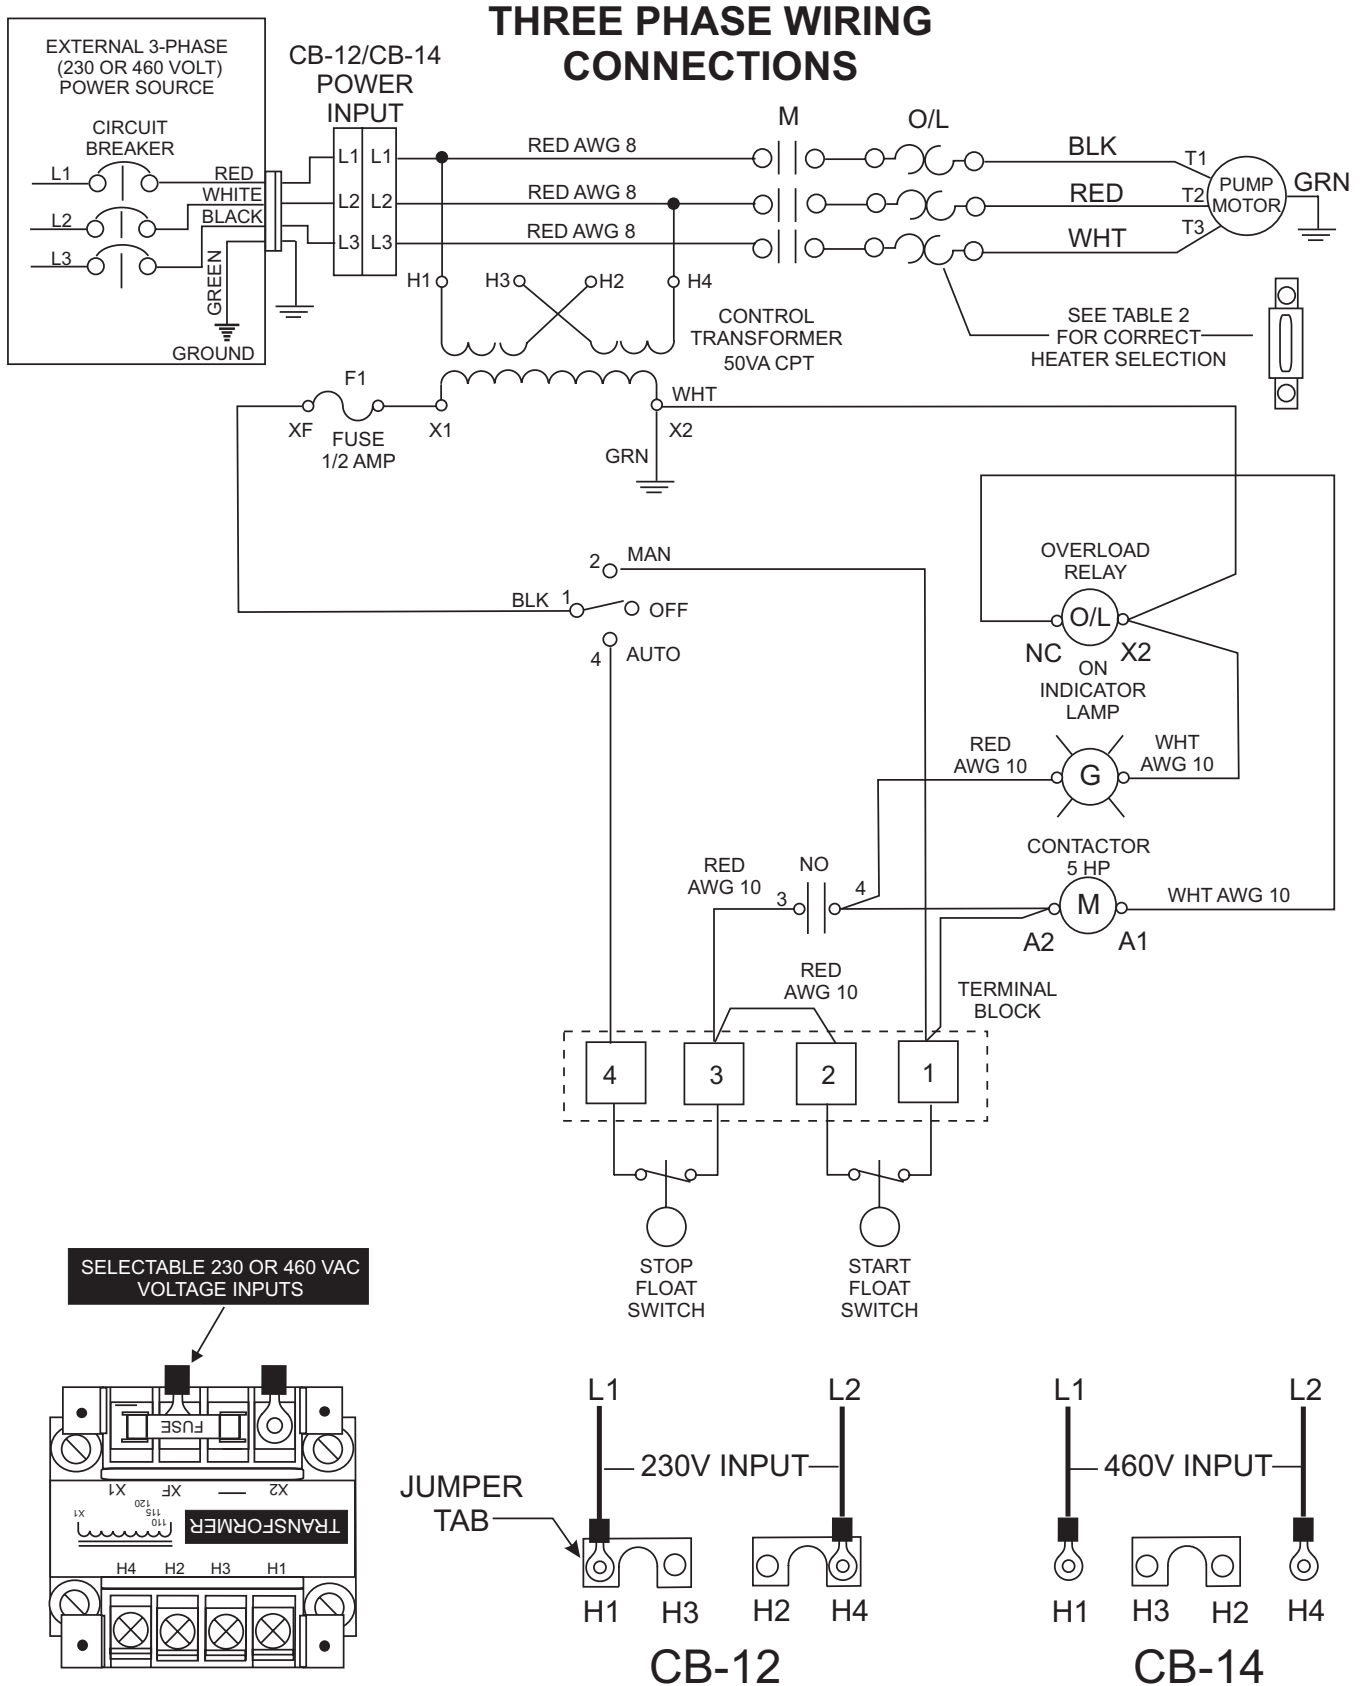 THREE PHASE WIRING
CONNECTIONS
EXTERNAL 3-PHASE
(230 OR 460 VOLT)
POWER SOURCE
CIRCUIT
BREAKER
L1
L2
L3
RED
WHITE
BLACK
GREEN
GROUND
CB-12/CB-14
POWER
INPUT
L1 L1
L2 L2
L3 L3
RED AWG 8
RED AWG 8
RED AWG 8
M
O/L
BLK
RED
WHT
T1
T2
T3
PUMP
MOTOR
GRN
H1
H3
H2
H4
CONTROL
TRANSFORMER
50VA CPT
SEE TABLE 2
FOR CORRECT
HEATER SELECTION
F1
XF
FUSE
1/2 AMP
X1
WHT
X2
GRN
2
MAN
BLK
1
OFF
4
AUTO
OVERLOAD
RELAY
O/L
NC
X2
ON
INDICATOR
LAMP
RED
AWG 10
G
WHT
AWG 10
CONTACTOR
5 HP
RED
AWG 10
NO
3
4
M
WHT AWG 10
A2
A1
RED
AWG 10
TERMINAL
BLOCK
4
3
2
1
STOP
FLOAT
SWITCH
START
FLOAT
SWITCH
SELECTABLE 230 OR 460 VAC
VOLTAGE INPUTS
FUSE
X1
XF
X2
X1
120
115
110
TRANSFORMER
H4
H2
H3
H1
JUMPER
TAB
L1
L2
230V INPUT
H1
H3
H2
H4
CB-12
L1
L2
460V INPUT
H1
H3
H2
H4
CB-14